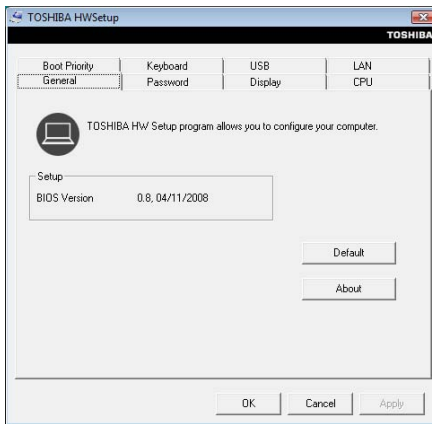 TOSHIBA HWSetup
TOSHIBA
Boot Priority Keyboard USB LAN
General Password Display CPU
TOSHIBA HW Setup program allows you to configure your computer.
Setup
BIOS Version 0.8, 04/11/2008
Default
About
OK Cancel Apply